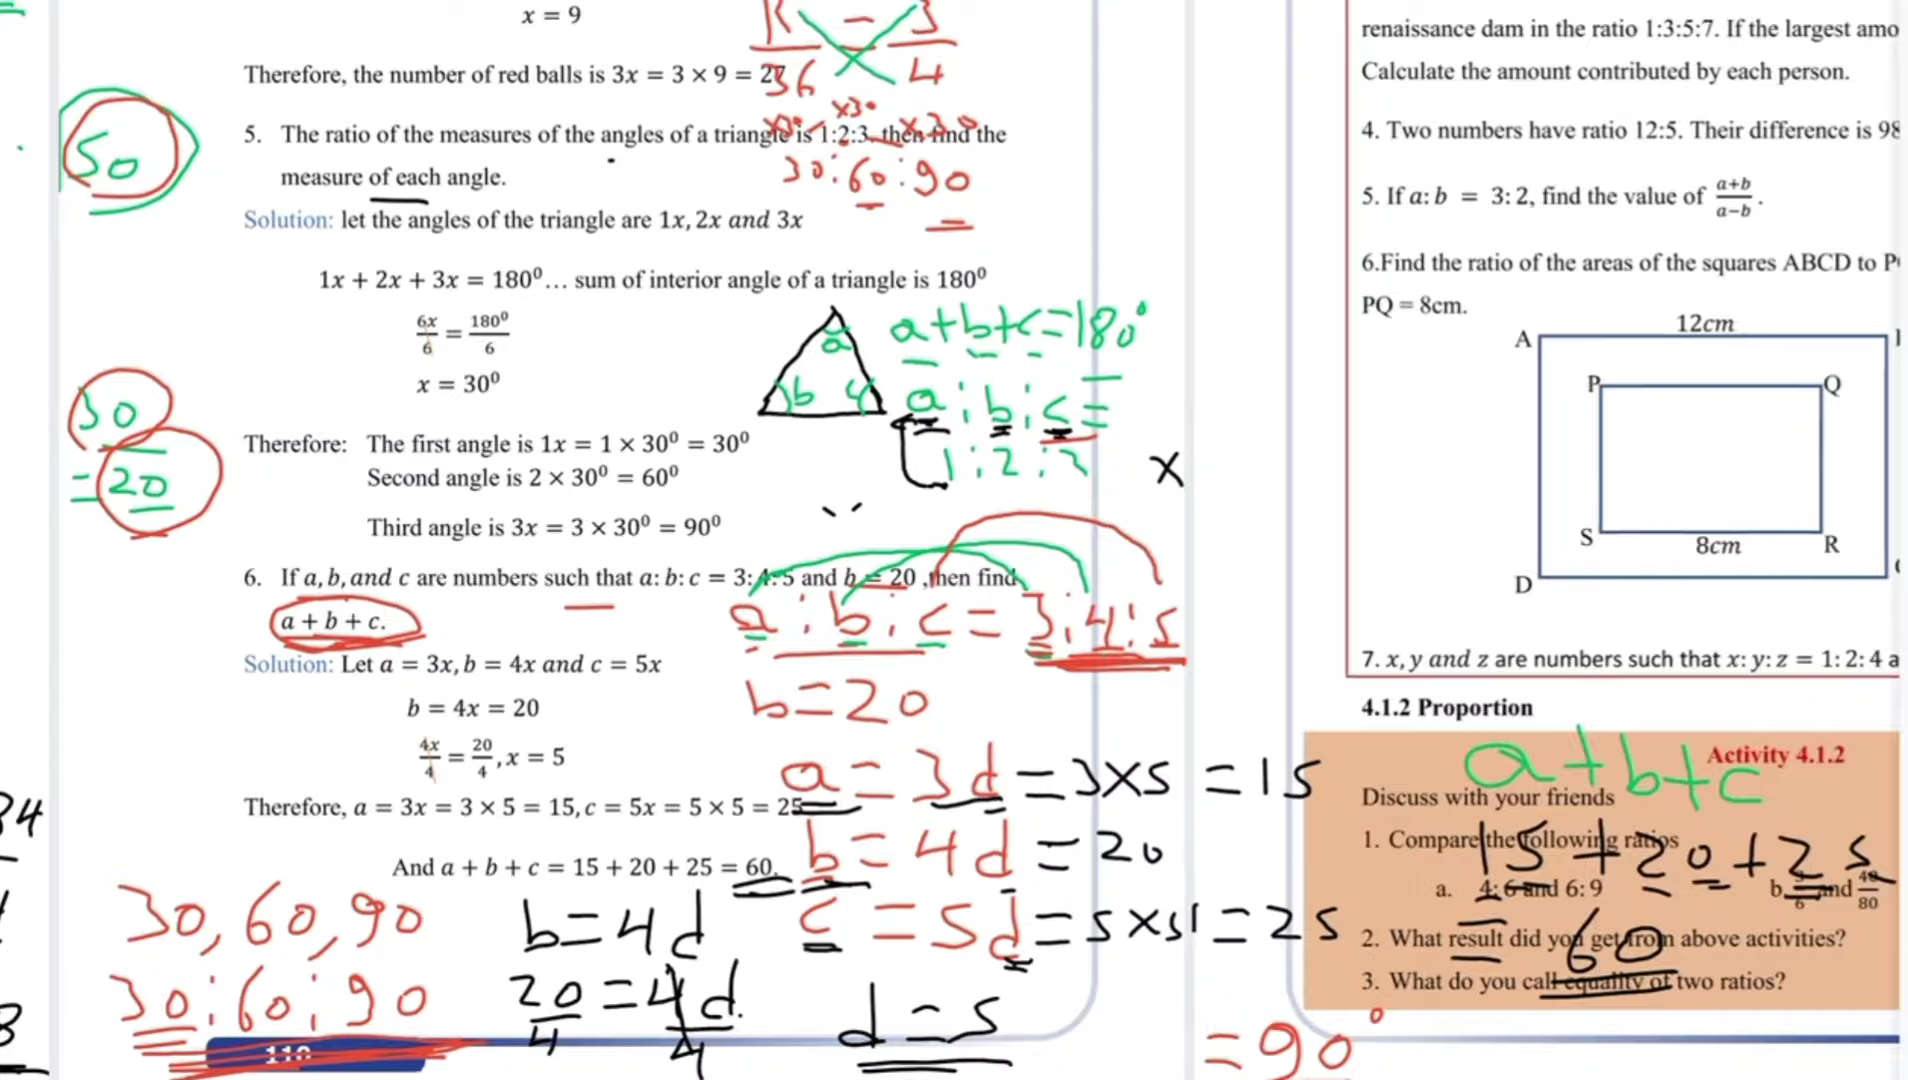 x = 9
Therefore, the number of red balls is 3x = 3 × 9 = 27
36
4
×30
×30
5. The ratio of the measures of the angles of a triangle is 1:2:3, then find the
measure of each angle.
30:60:90
50
Solution: let the angles of the triangle are 1x, 2x and 3x
1x + 2x + 3x = 180⁰… sum of interior angle of a triangle is 180⁰
6x/6 = 180⁰/6
x = 30⁰
a
b
a+b+c=180°
a:b:c=
1:2:3
x
30
=20
Therefore: The first angle is 1x = 1 × 30⁰ = 30⁰
Second angle is 2 × 30⁰ = 60⁰
Third angle is 3x = 3 × 30⁰ = 90⁰
6. If a, b, and c are numbers such that a: b: c = 3: 4: 5 and b = 20 ,then find
a + b + c.
a:b:c=3:4:5
Solution: Let a = 3x, b = 4x and c = 5x
b=20
b = 4x = 20
4x/4 = 20/4 , x = 5
a=3d=3×5=15
Therefore, a = 3x = 3 × 5 = 15, c = 5x = 5 × 5 = 25
b=4d=20
And a + b + c = 15 + 20 + 25 = 60.
c=5d=5×5=25
30,60,90
30:60:90
b=4d
20/4=4d/4
d=5
110
renaissance dam in the ratio 1:3:5:7. If the largest amo
Calculate the amount contributed by each person.
4. Two numbers have ratio 12:5. Their difference is 98
5. If a: b = 3: 2, find the value of a+b/a−b .
6.Find the ratio of the areas of the squares ABCD to P
PQ = 8cm.
12cm
A
P
Q
S
8cm
R
D
7. x, y and z are numbers such that x: y: z = 1: 2: 4 a
4.1.2 Proportion
Activity 4.1.2
a+b+c
Discuss with your friends
1. Compare the following ratios
15+20+25
a. 4: 6 and 6: 9
b. and 48/80
=60
2. What result did you get from above activities?
3. What do you call equality of two ratios?
=90°